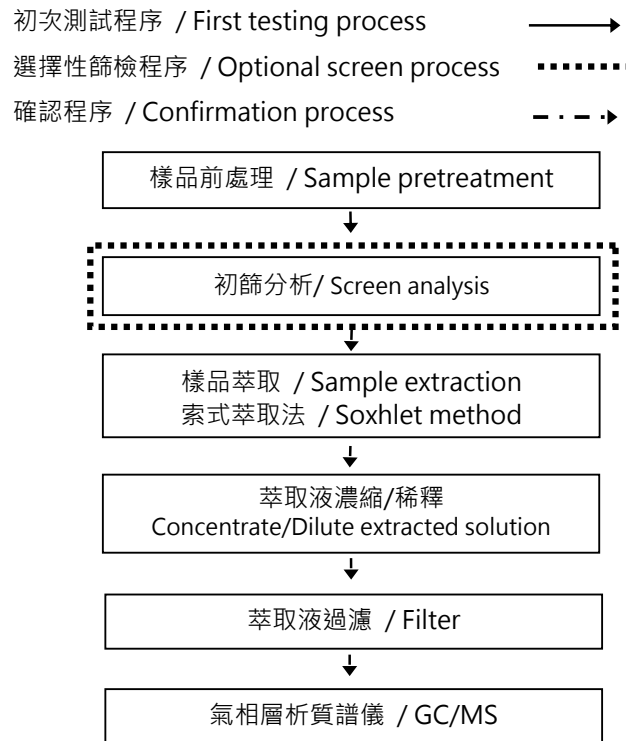 初次測試程序 / First testing process
選擇性篩檢程序 / Optional screen process
確認程序 / Confirmation process
樣品前處理 / Sample pretreatment
初篩分析/ Screen analysis
樣品萃取 / Sample extraction
索式萃取法 / Soxhlet method
萃取液濃縮/稀釋
Concentrate/Dilute extracted solution
萃取液過濾 / Filter
氣相層析質譜儀 / GC/MS